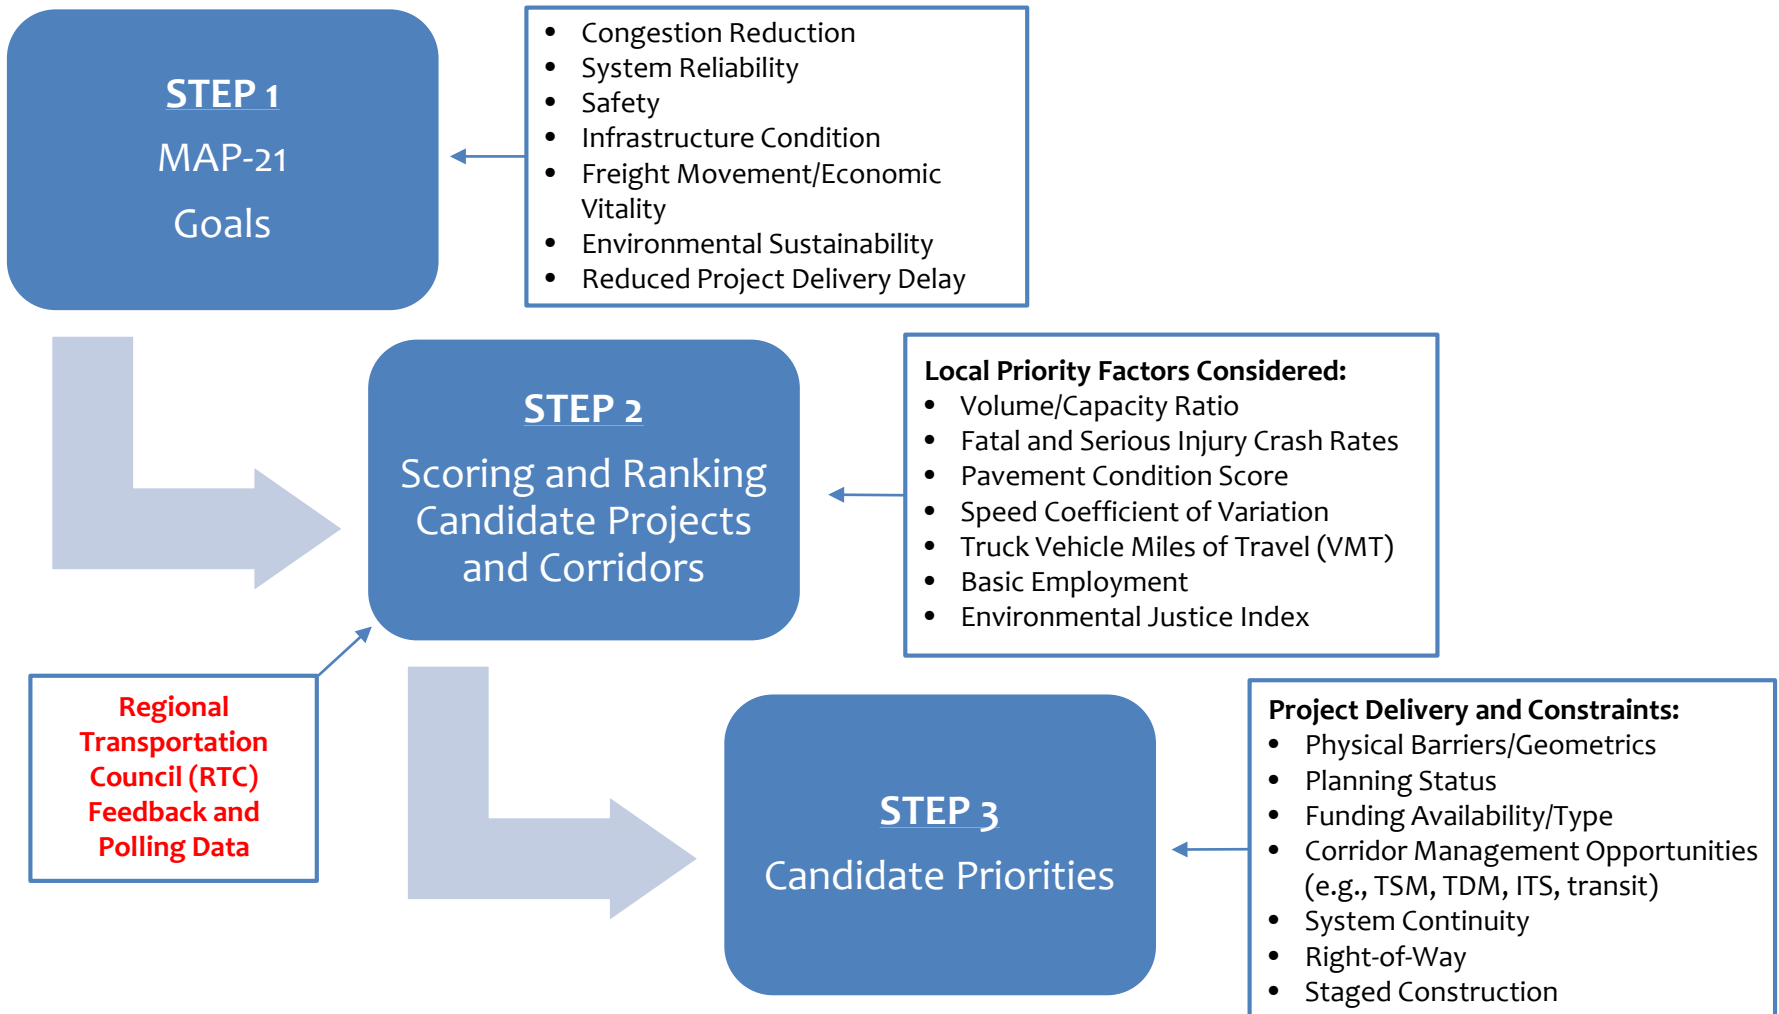 STEP 1
MAP-21
Goals
• Congestion Reduction
• System Reliability
• Safety
• Infrastructure Condition
• Freight Movement/Economic
Vitality
• Environmental Sustainability
• Reduced Project Delivery Delay
STEP 2
Scoring and Ranking
Candidate Projects
and Corridors
Local Priority Factors Considered:
• Volume/Capacity Ratio
• Fatal and Serious Injury Crash Rates
• Pavement Condition Score
• Speed Coefficient of Variation
• Truck Vehicle Miles of Travel (VMT)
• Basic Employment
• Environmental Justice Index
Regional
Transportation
Council (RTC)
Feedback and
Polling Data
STEP 3
Candidate Priorities
Project Delivery and Constraints:
• Physical Barriers/Geometrics
• Planning Status
• Funding Availability/Type
• Corridor Management Opportunities
(e.g., TSM, TDM, ITS, transit)
• System Continuity
• Right-of-Way
• Staged Construction